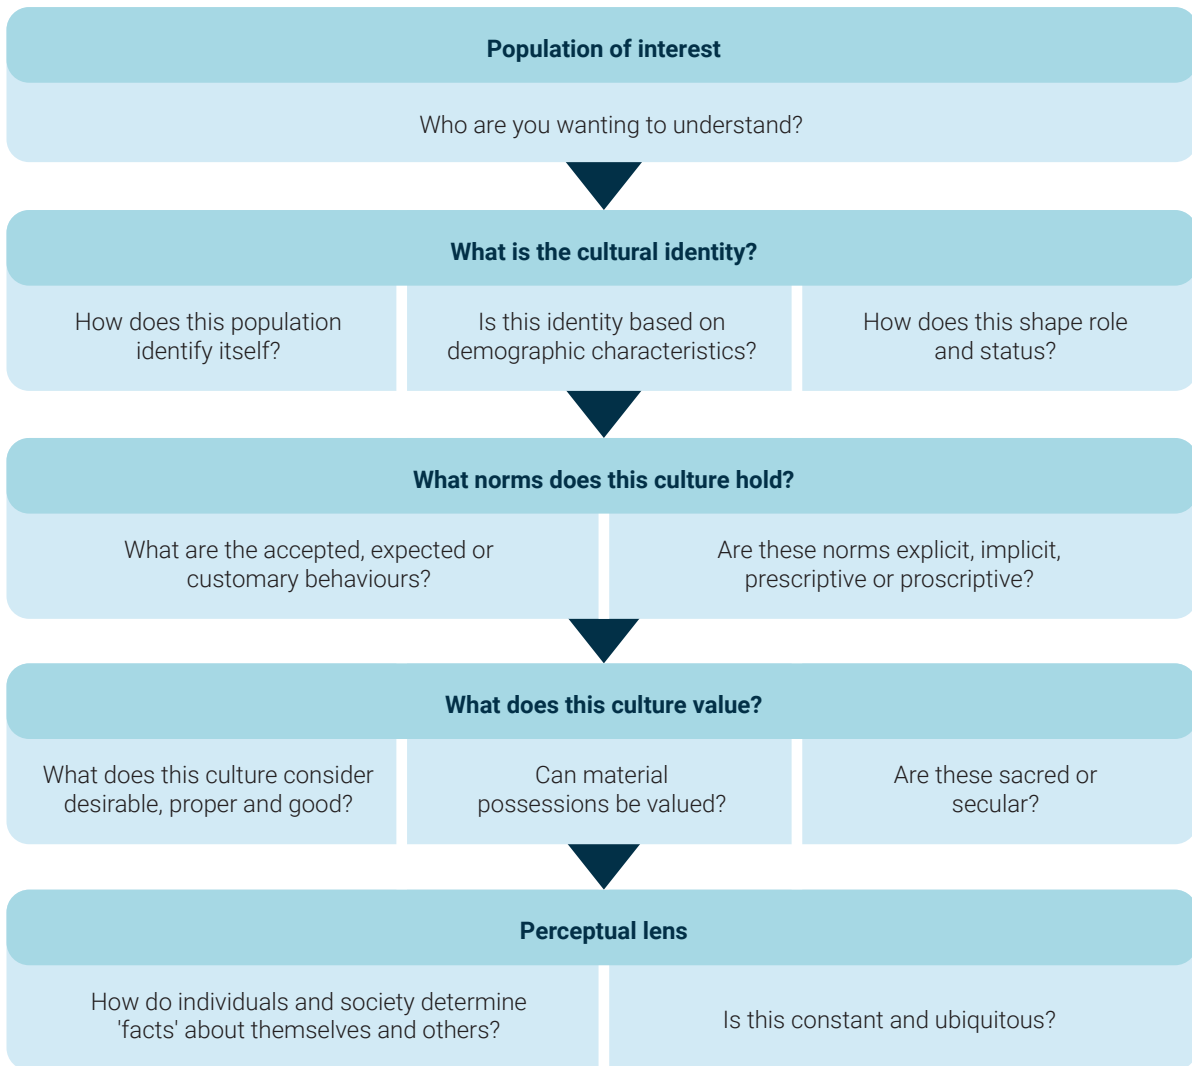 Population of interest
Who are you wanting to understand?
What is the cultural identity?
How does this population
identify itself?
Is this identity based on
demographic characteristics?
How does this shape role
and status?
What norms does this culture hold?
What are the accepted, expected or
customary behaviours?
Are these norms explicit, implicit,
prescriptive or proscriptive?
What does this culture value?
What does this culture consider
desirable, proper and good?
Can material
possessions be valued?
Are these sacred or
secular?
Perceptual lens
How do individuals and society determine
'facts' about themselves and others?
Is this constant and ubiquitous?